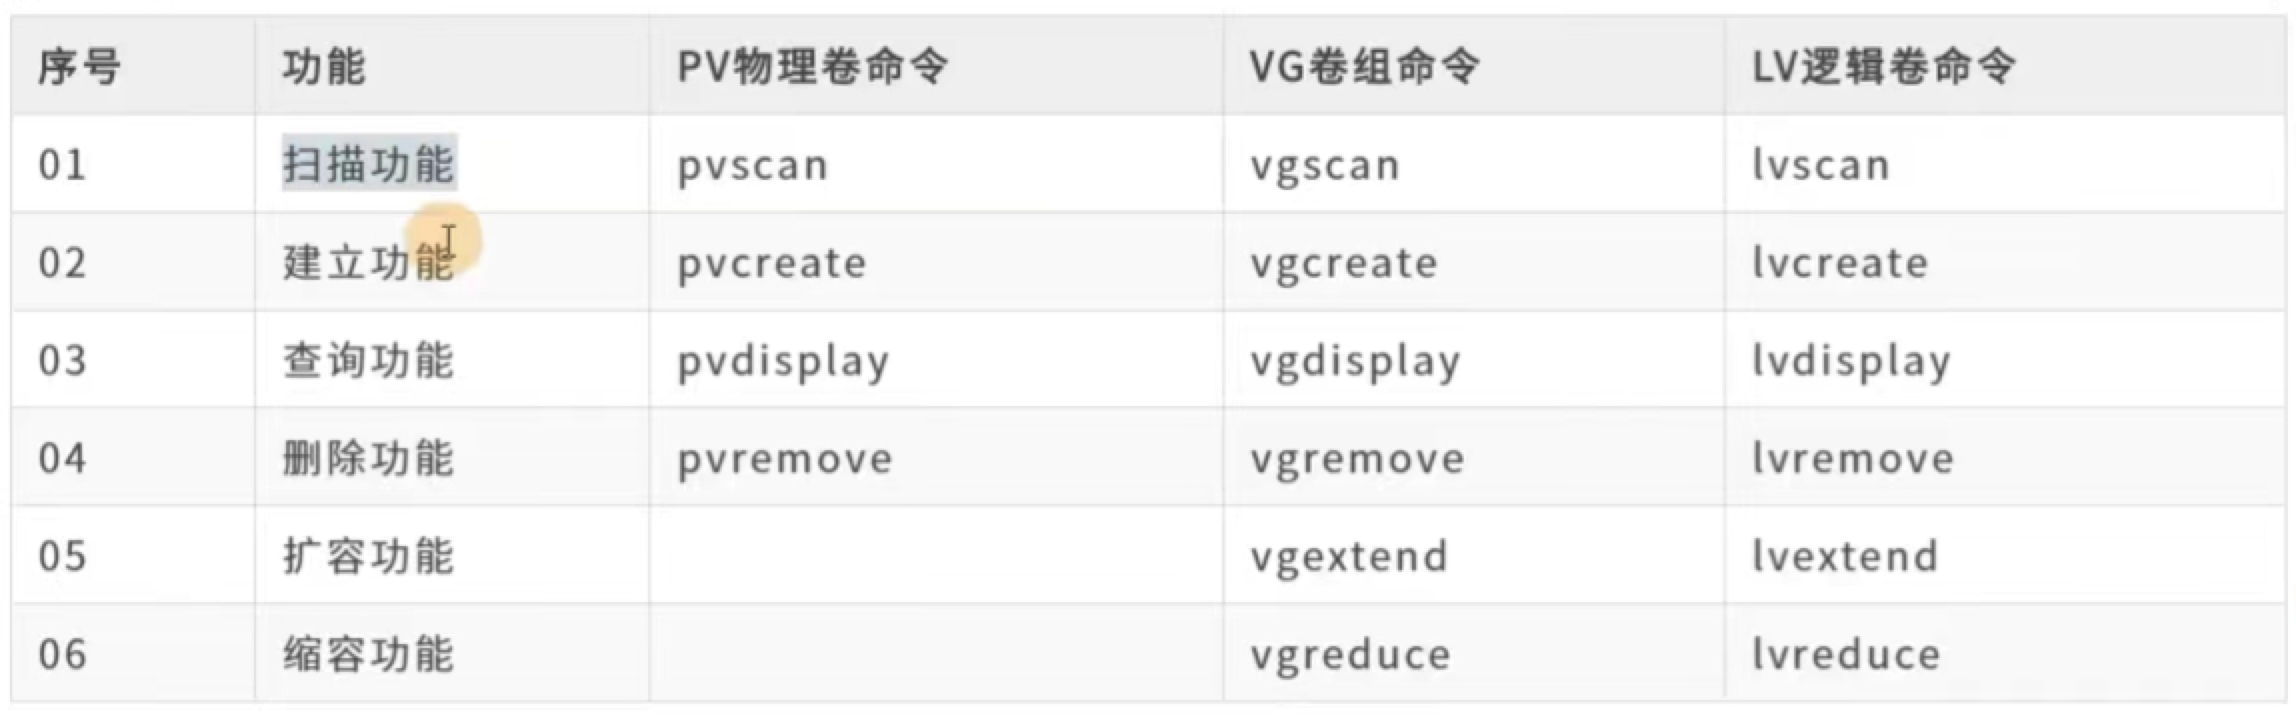 序号 功能 PV物理卷命令 VG卷组命令 LV逻辑卷命令
01 扫描功能 pvscan vgscan lvscan
02 建立功能 pvcreate vgcreate lvcreate
03 查询功能 pvdisplay vgdisplay lvdisplay
04 删除功能 pvremove vgremove lvremove
05 扩容功能 vgextend lvextend
06 缩容功能 vgreduce lvreduce